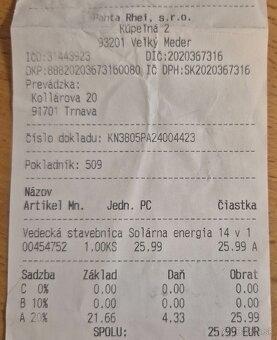 Panta Rhei, s.r.o.
Kúpeľná 2
93201 Veľký Meder
IČO:31443923 DIČ:2020367316
DKP:88820203673160080 IČ DPH:SK2020367316
Prevádzka:
Kollárova 20
91701 Trnava
Číslo dokladu: KN3805PA24004423
Pokladník: 509
Názov
Artikel Mn. Jedn. PC Čiastka
Vedecká stavebnica Solárna energia 14 v 1
00454752 1.00KS 25.99 25.99 A
Sadzba Základ Daň Obrat
C 0% 0.00 0.00 0.00
B 10% 0.00 0.00 0.00
A 20% 21.66 4.33 25.99
SPOLU: 25.99 EUR